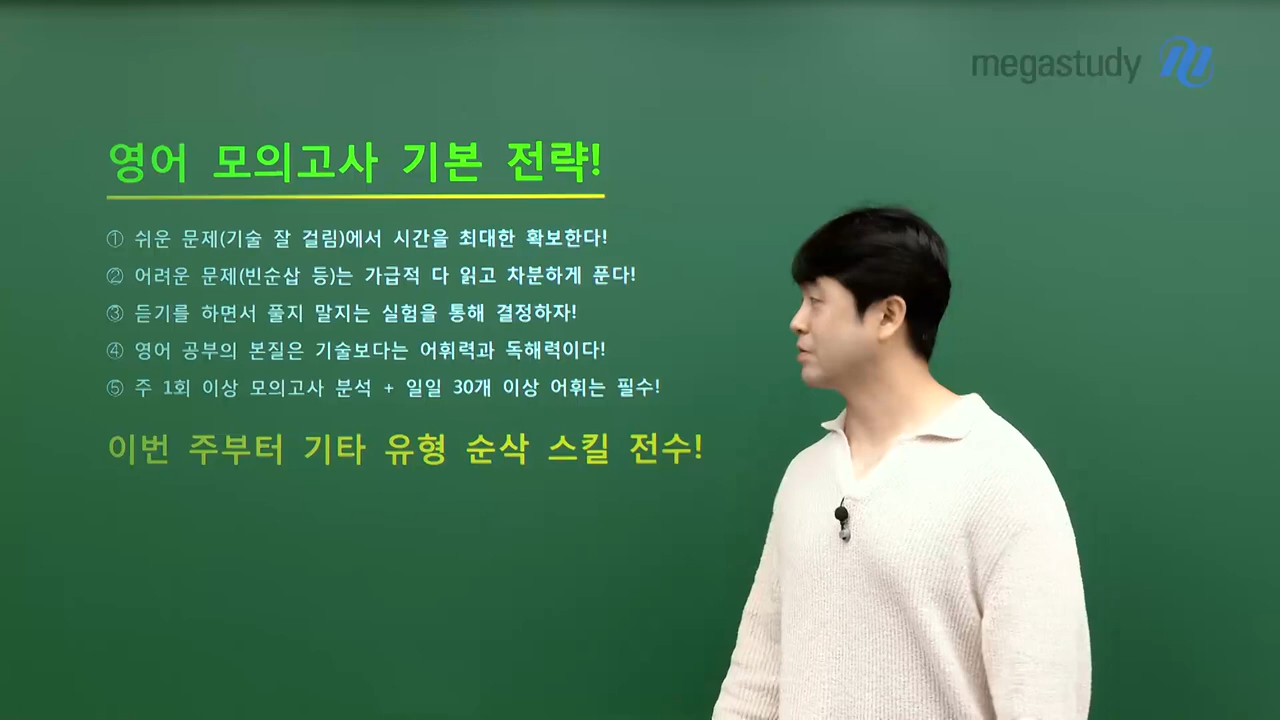 megastudy
영어 모의고사 기본 전략!
① 쉬운 문제(기술 잘 걸림)에서 시간을 최대한 확보한다!
② 어려운 문제(빈순삽 등)는 가급적 다 읽고 차분하게 푼다!
③ 듣기를 하면서 풀지 말지는 실험을 통해 결정하자!
④ 영어 공부의 본질은 기술보다는 어휘력과 독해력이다!
⑤ 주 1회 이상 모의고사 분석 + 일일 30개 이상 어휘는 필수!
이번 주부터 기타 유형 순삭 스킬 전수!